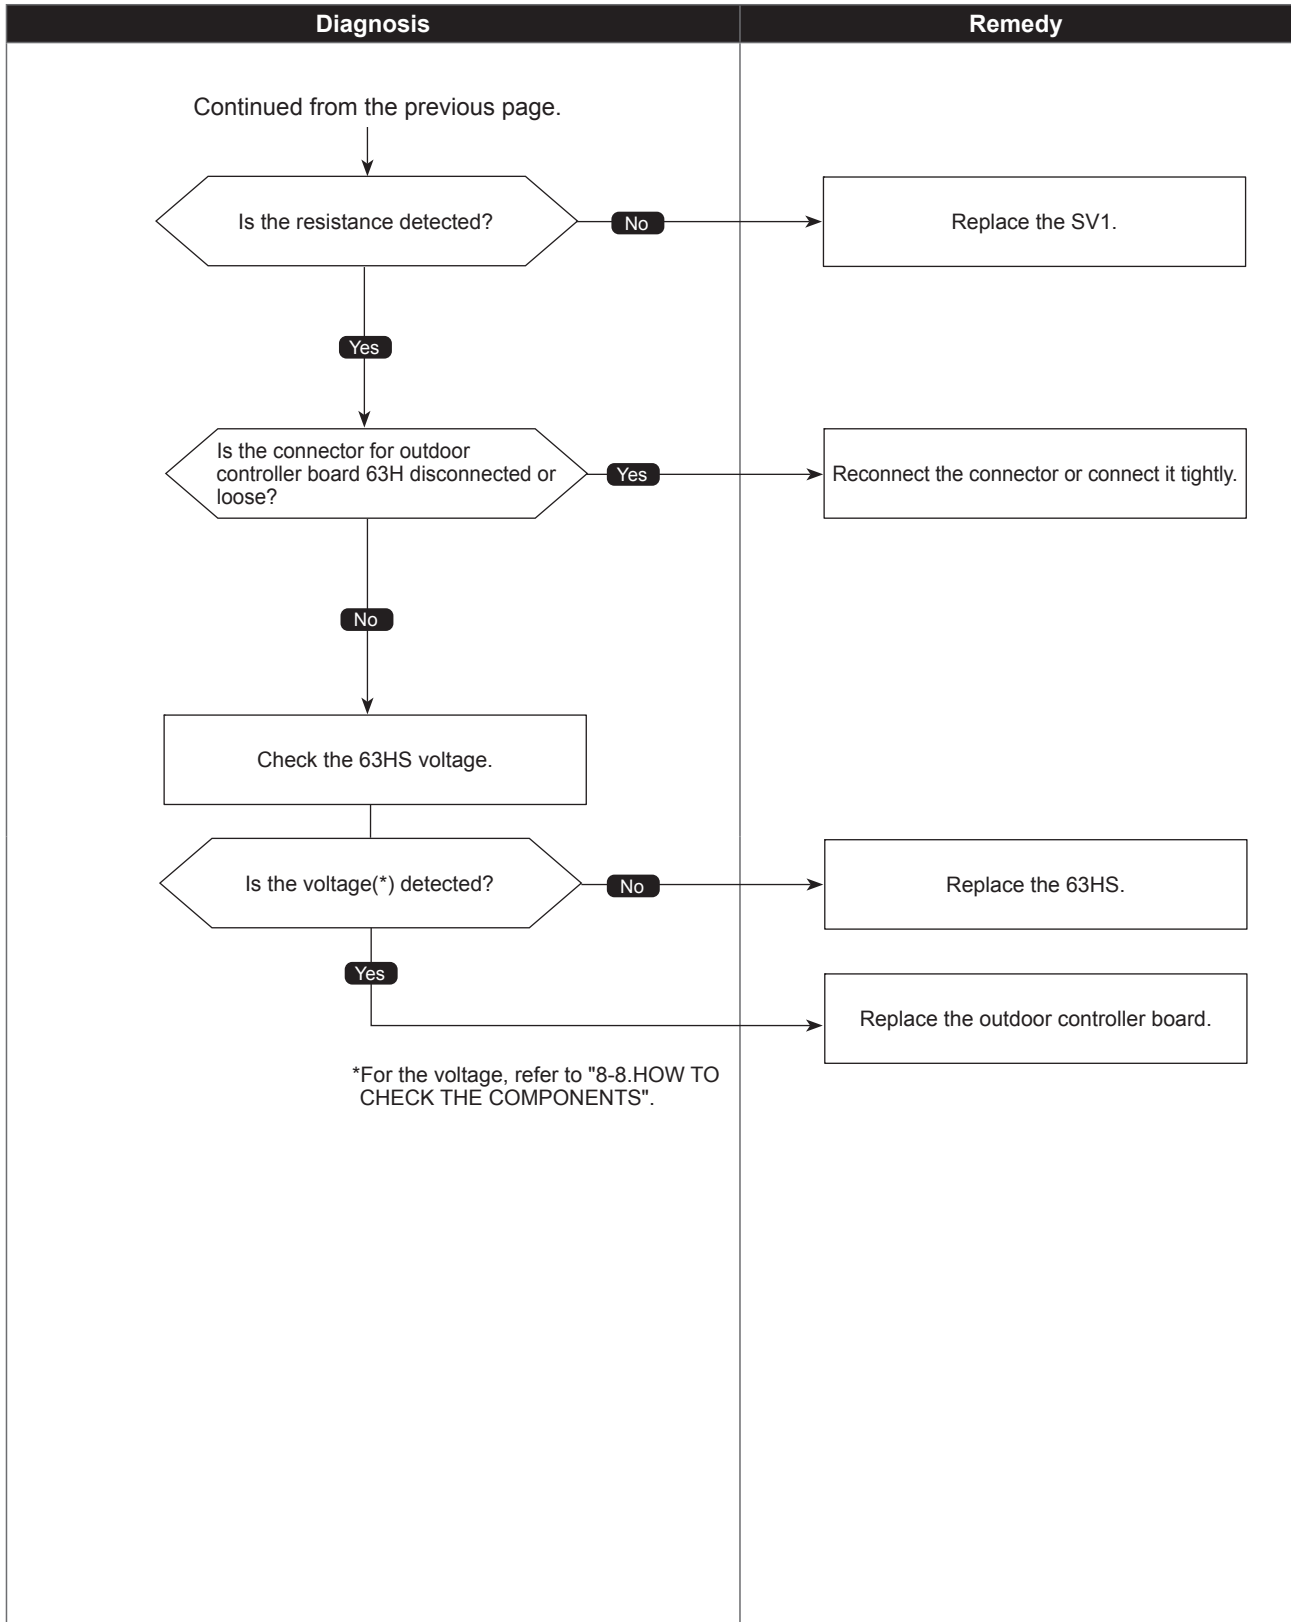 Diagnosis
Remedy
Continued from the previous page.
Is the resistance detected?
No
Replace the SV1.
Yes
Is the connector for outdoor
controller board 63H disconnected or
loose?
Yes
Reconnect the connector or connect it tightly.
No
Check the 63HS voltage.
Is the voltage(*) detected?
No
Replace the 63HS.
Yes
Replace the outdoor controller board.
*For the voltage, refer to "8-8.HOW TO
CHECK THE COMPONENTS".